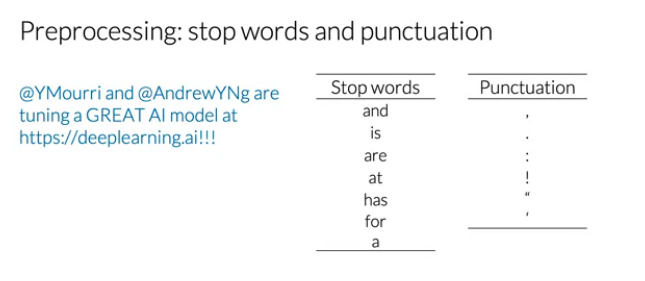 Preprocessing: stop words and punctuation
@YMourri and @AndrewYNg are
tuning a GREAT AI model at
https://deeplearning.ai!!!
Stop words
and
is
are
at
has
for
a
Punctuation
,
.
:
!
“
‘